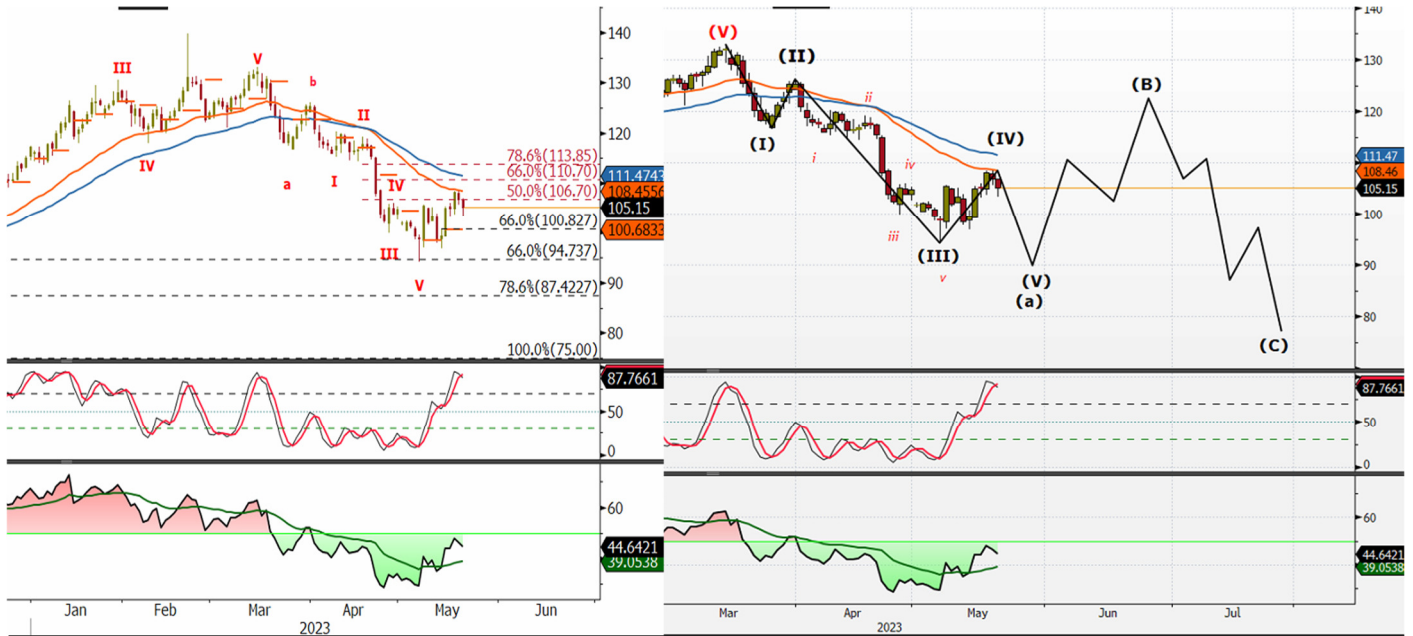 140
130
120
90
80
III
V
b
II
IV
a
I
IV
III
V
78.6%(113.85)
66.0%(110.70)
50.0%(106.70)
66.0%(100.827)
66.0%(94.737)
78.6%(87.4227)
100.0%(75.00)
111.4743
108.4556
105.15
100.6833
87.7661
50
0
60
44.6421
39.0538
Jan Feb Mar Apr May Jun
2023
140
130
120
100
90
80
(V)
(II)
(I)
ii
i
iv
iii
(IV)
(III)
v
(V)
(a)
(B)
(C)
111.47
108.46
105.15
87.7661
50
0
60
44.6421
39.0538
Mar Apr May Jun Jul
2023